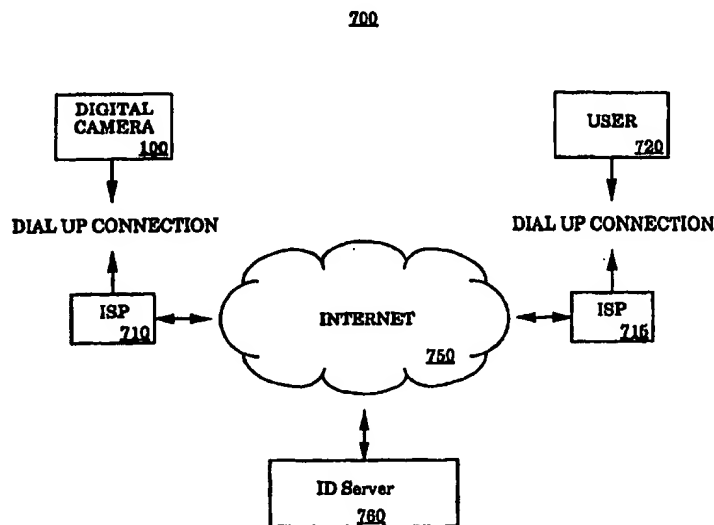 700
DIGITAL
CAMERA
100
USER
720
DIAL UP CONNECTION
DIAL UP CONNECTION
ISP
710
INTERNET
750
ISP
715
ID Server
760